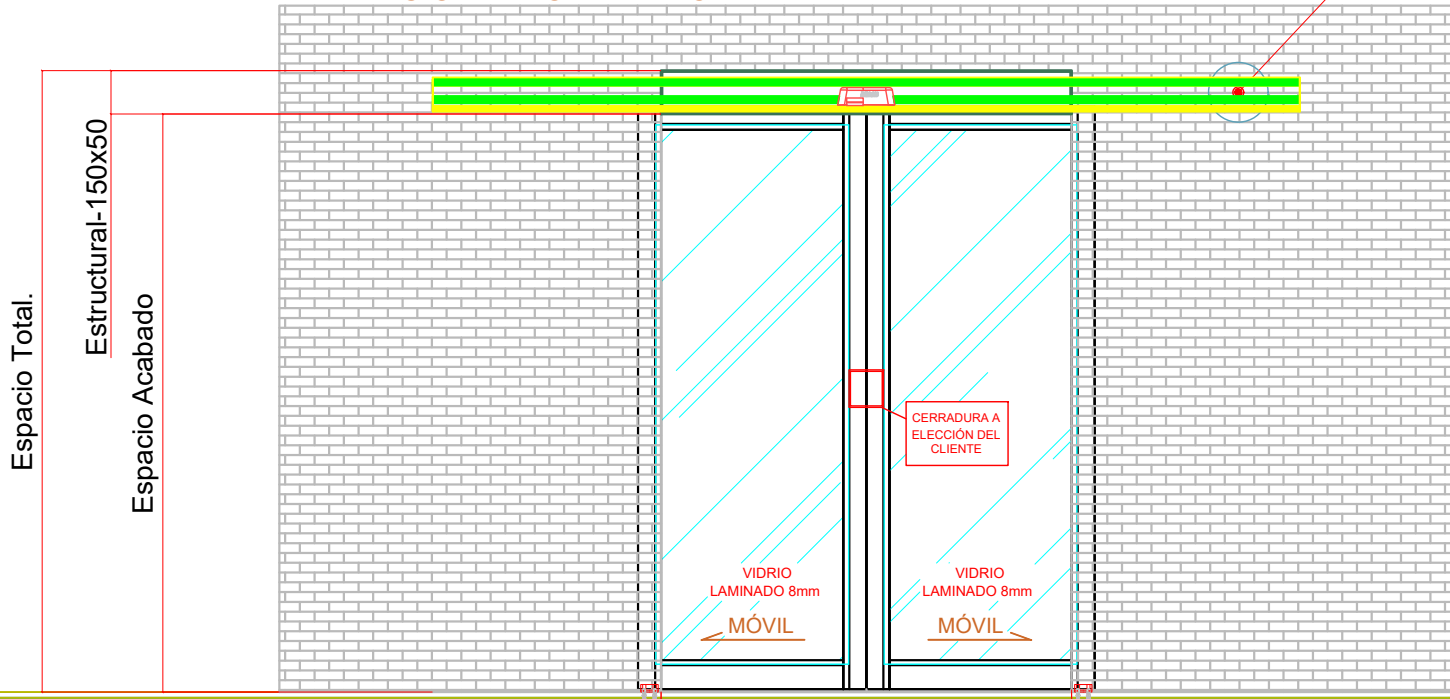 Espacio Total.
Estructural-150x50
Espacio Acabado
CERRADURA A
ELECCIÓN DEL
CLIENTE
VIDRIO
LAMINADO 8mm
MÓVIL
VIDRIO
LAMINADO 8mm
MÓVIL